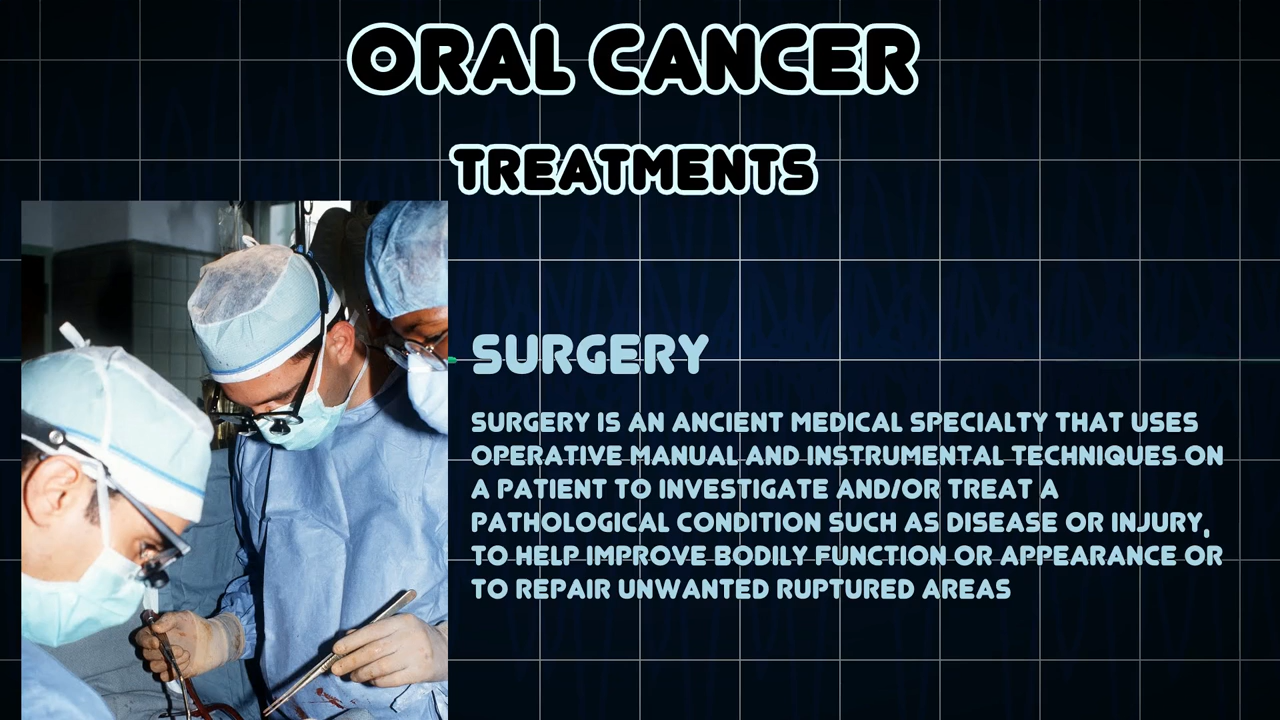 ORAL CANCER
TREATMENTS
SURGERY
SURGERY IS AN ANCIENT MEDICAL SPECIALTY THAT USES
OPERATIVE MANUAL AND INSTRUMENTAL TECHNIQUES ON
A PATIENT TO INVESTIGATE AND/OR TREAT A
PATHOLOGICAL CONDITION SUCH AS DISEASE OR INJURY,
TO HELP IMPROVE BODILY FUNCTION OR APPEARANCE OR
TO REPAIR UNWANTED RUPTURED AREAS